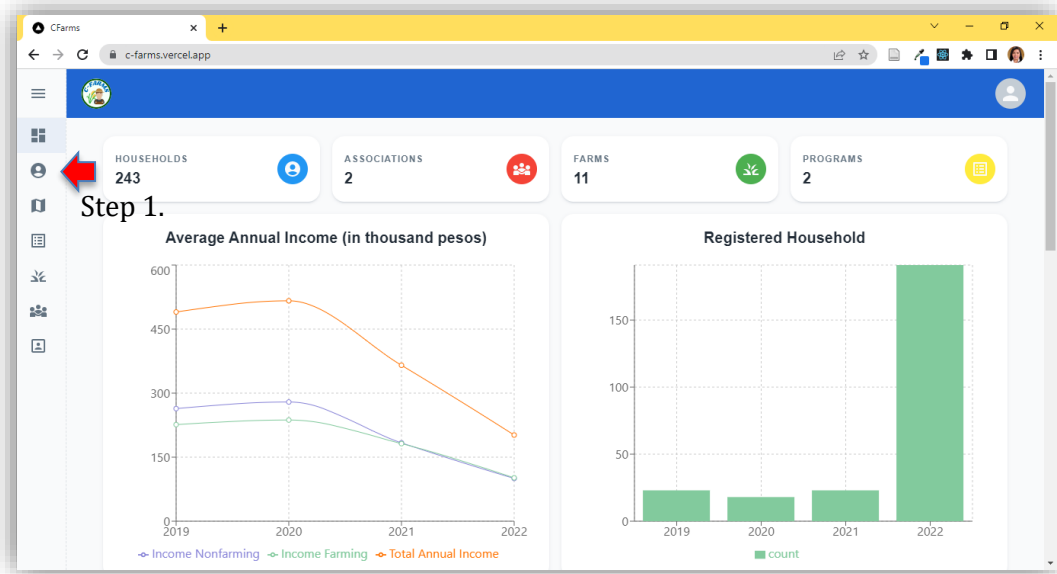 CFarms
c-farms.vercel.app
C-FARMS
HOUSEHOLDS
243
ASSOCIATIONS
2
FARMS
11
PROGRAMS
2
Step 1.
Average Annual Income (in thousand pesos)
600
450
300
150
0
2019 2020 2021 2022
Income Nonfarming Income Farming Total Annual Income
Registered Household
150
100
50
0
2019 2020 2021 2022
count